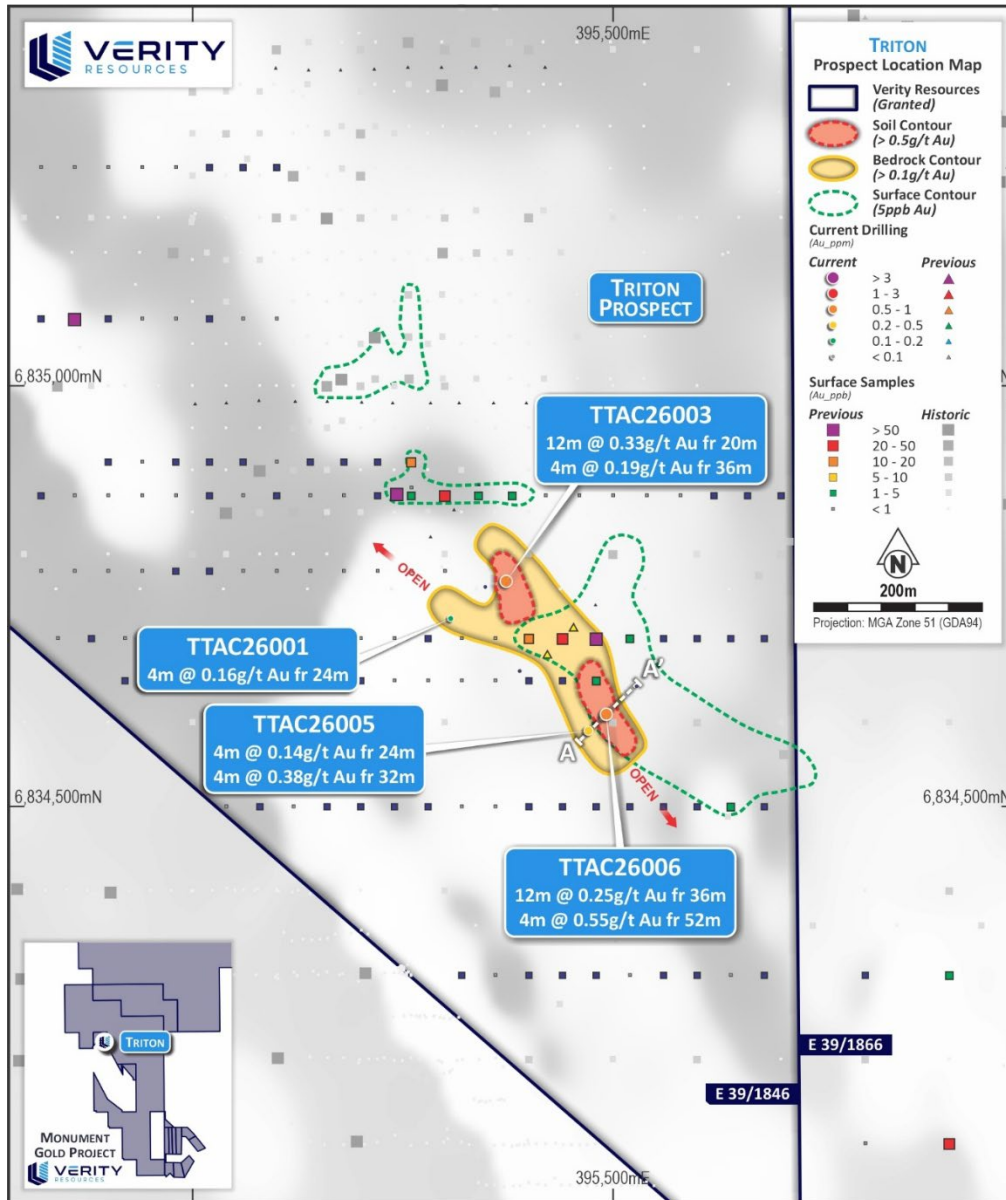 VERITY
RESOURCES
395,500mE
TRITON
Prospect Location Map
Verity Resources
(Granted)
Soil Contour
(> 0.5g/t Au)
Bedrock Contour
(> 0.1g/t Au)
Surface Contour
(5ppb Au)
Current Drilling
(Au_ppm)
Current Previous
> 3
1 - 3
0.5 - 1
0.2 - 0.5
0.1 - 0.2
< 0.1
Surface Samples
(Au_ppb)
Previous Historic
> 50
20 - 50
10 - 20
5 - 10
1 - 5
< 1
N
200m
Projection: MGA Zone 51 (GDA94)
TRITON
PROSPECT
6,835,000mN
N
TTAC26003
12m @ 0.33g/t Au fr 20m
4m @ 0.19g/t Au fr 36m
OPEN
TTAC26001
4m @ 0.16g/t Au fr 24m
A'
TTAC26005
4m @ 0.14g/t Au fr 24m
4m @ 0.38g/t Au fr 32m
A
OPEN
6,834,500mN
6,834,500mN
TTAC26006
12m @ 0.25g/t Au fr 36m
4m @ 0.55g/t Au fr 52m
TRITON
MONUMENT
GOLD PROJECT
VERITY
RESOURCES
E 39/1866
E 39/1846
395,500mE